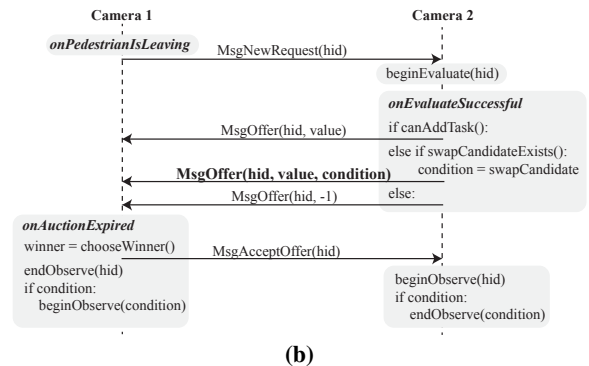 Camera 1 Camera 2
onPedestrianIsLeaving
MsgNewRequest(hid)
beginEvaluate(hid)
onEvaluateSuccessful
MsgOffer(hid, value)
if canAddTask():
else if swapCandidateExists():
MsgOffer(hid, value, condition)
condition = swapCandidate
MsgOffer(hid, -1)
else:
onAuctionExpired
winner = chooseWinner()
MsgAcceptOffer(hid)
endObserve(hid)
if condition:
beginObserve(condition)
beginObserve(hid)
if condition:
endObserve(condition)
(b)